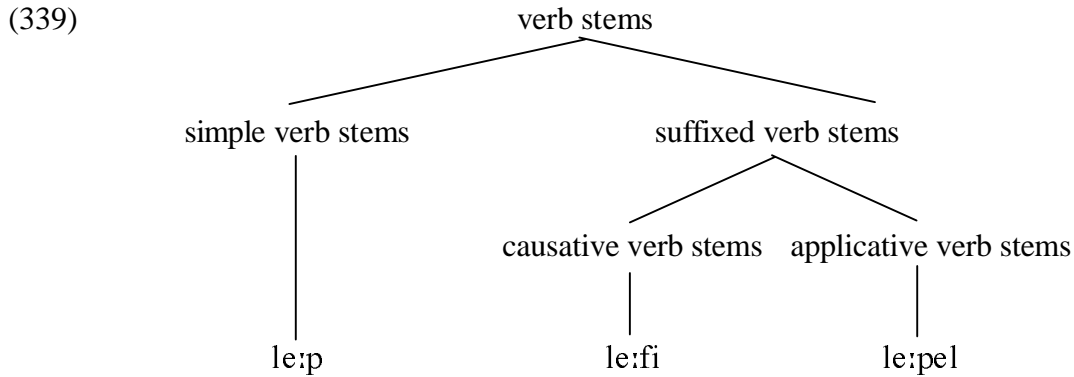 (339) verb stems
simple verb stems suffixed verb stems
causative verb stems applicative verb stems
leːp leːfi leːpel